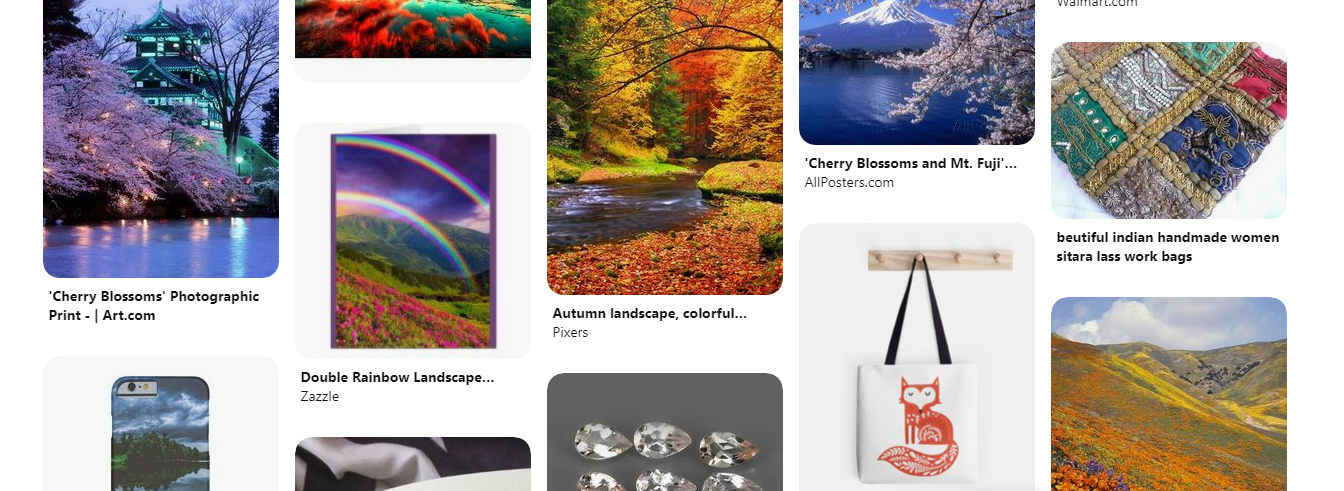 Walmart.com
'Cherry Blossoms' Photographic
Print - | Art.com
Double Rainbow Landscape...
Zazzle
Autumn landscape, colorful...
Pixers
'Cherry Blossoms and Mt. Fuji'...
AllPosters.com
beutiful indian handmade women
sitara lass work bags